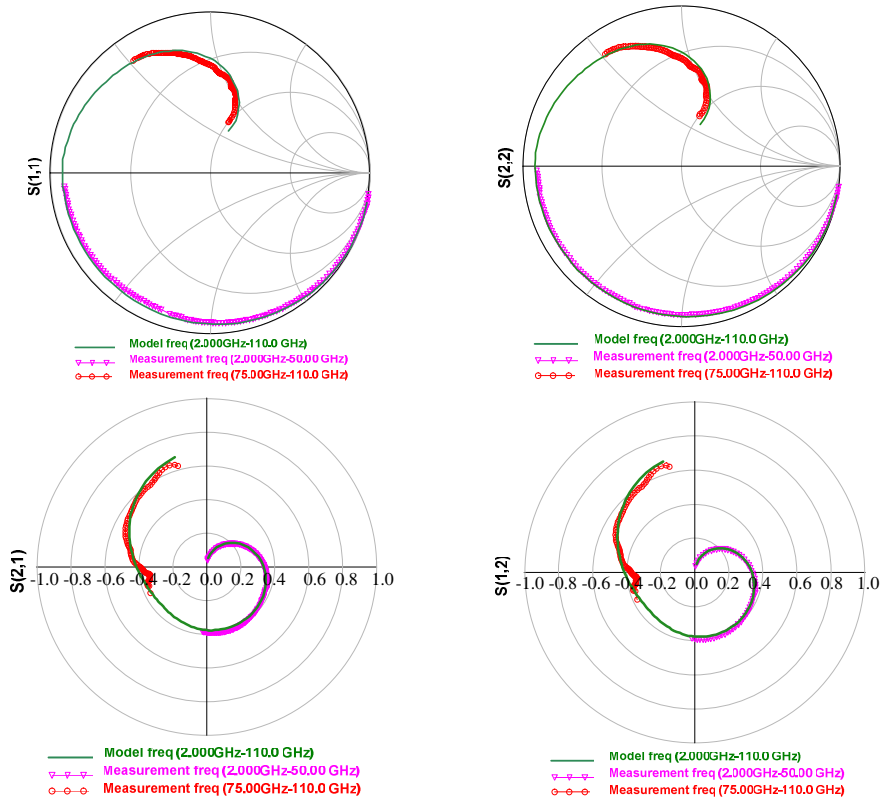 S(1,1)
Model freq (2.000GHz-110.0 GHz)
Measurement freq (2.000GHz-50.00 GHz)
Measurement freq (75.00GHz-110.0 GHz)
S(2,2)
Model freq (2.000GHz-110.0 GHz)
Measurement freq (2.000GHz-50.00 GHz)
Measurement freq (75.00GHz-110.0 GHz)
S(2,1)
-1.0 -0.8 -0.6 -0.4 -0.2 0.0 0.2 0.4 0.6 0.8 1.0
Model freq (2.000GHz-110.0 GHz)
Measurement freq (2.000GHz-50.00 GHz)
Measurement freq (75.00GHz-110.0 GHz)
S(1,2)
-1.0 -0.8 -0.6 -0.4 -0.2 0.0 0.2 0.4 0.6 0.8 1.0
Model freq (2.000GHz-110.0 GHz)
Measurement freq (2.000GHz-50.00 GHz)
Measurement freq (75.00GHz-110.0 GHz)